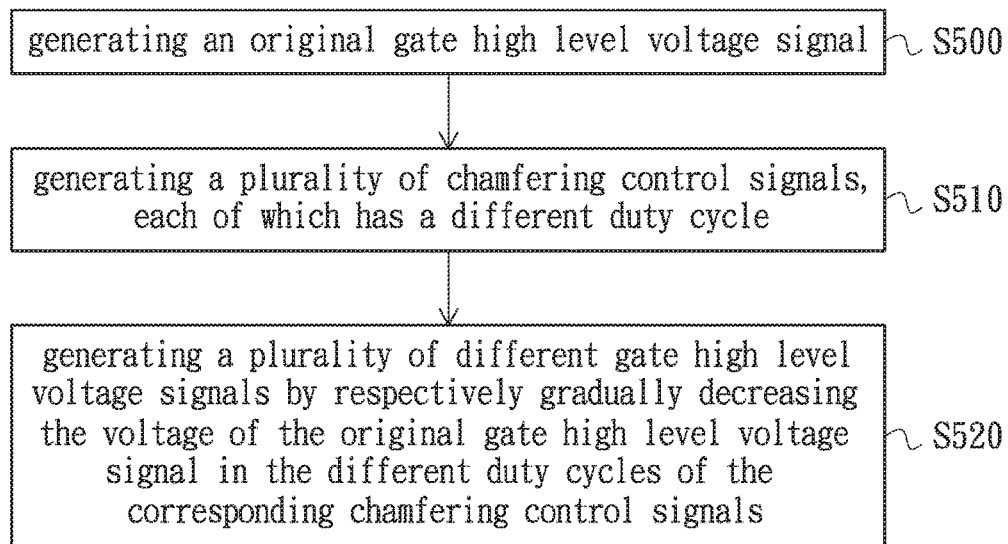 generating an original gate high level voltage signal S500
generating a plurality of chamfering control signals,
each of which has a different duty cycle
S510
generating a plurality of different gate high level
voltage signals by respectively gradually decreasing
the voltage of the original gate high level voltage
signal in the different duty cycles of the
corresponding chamfering control signals
S520